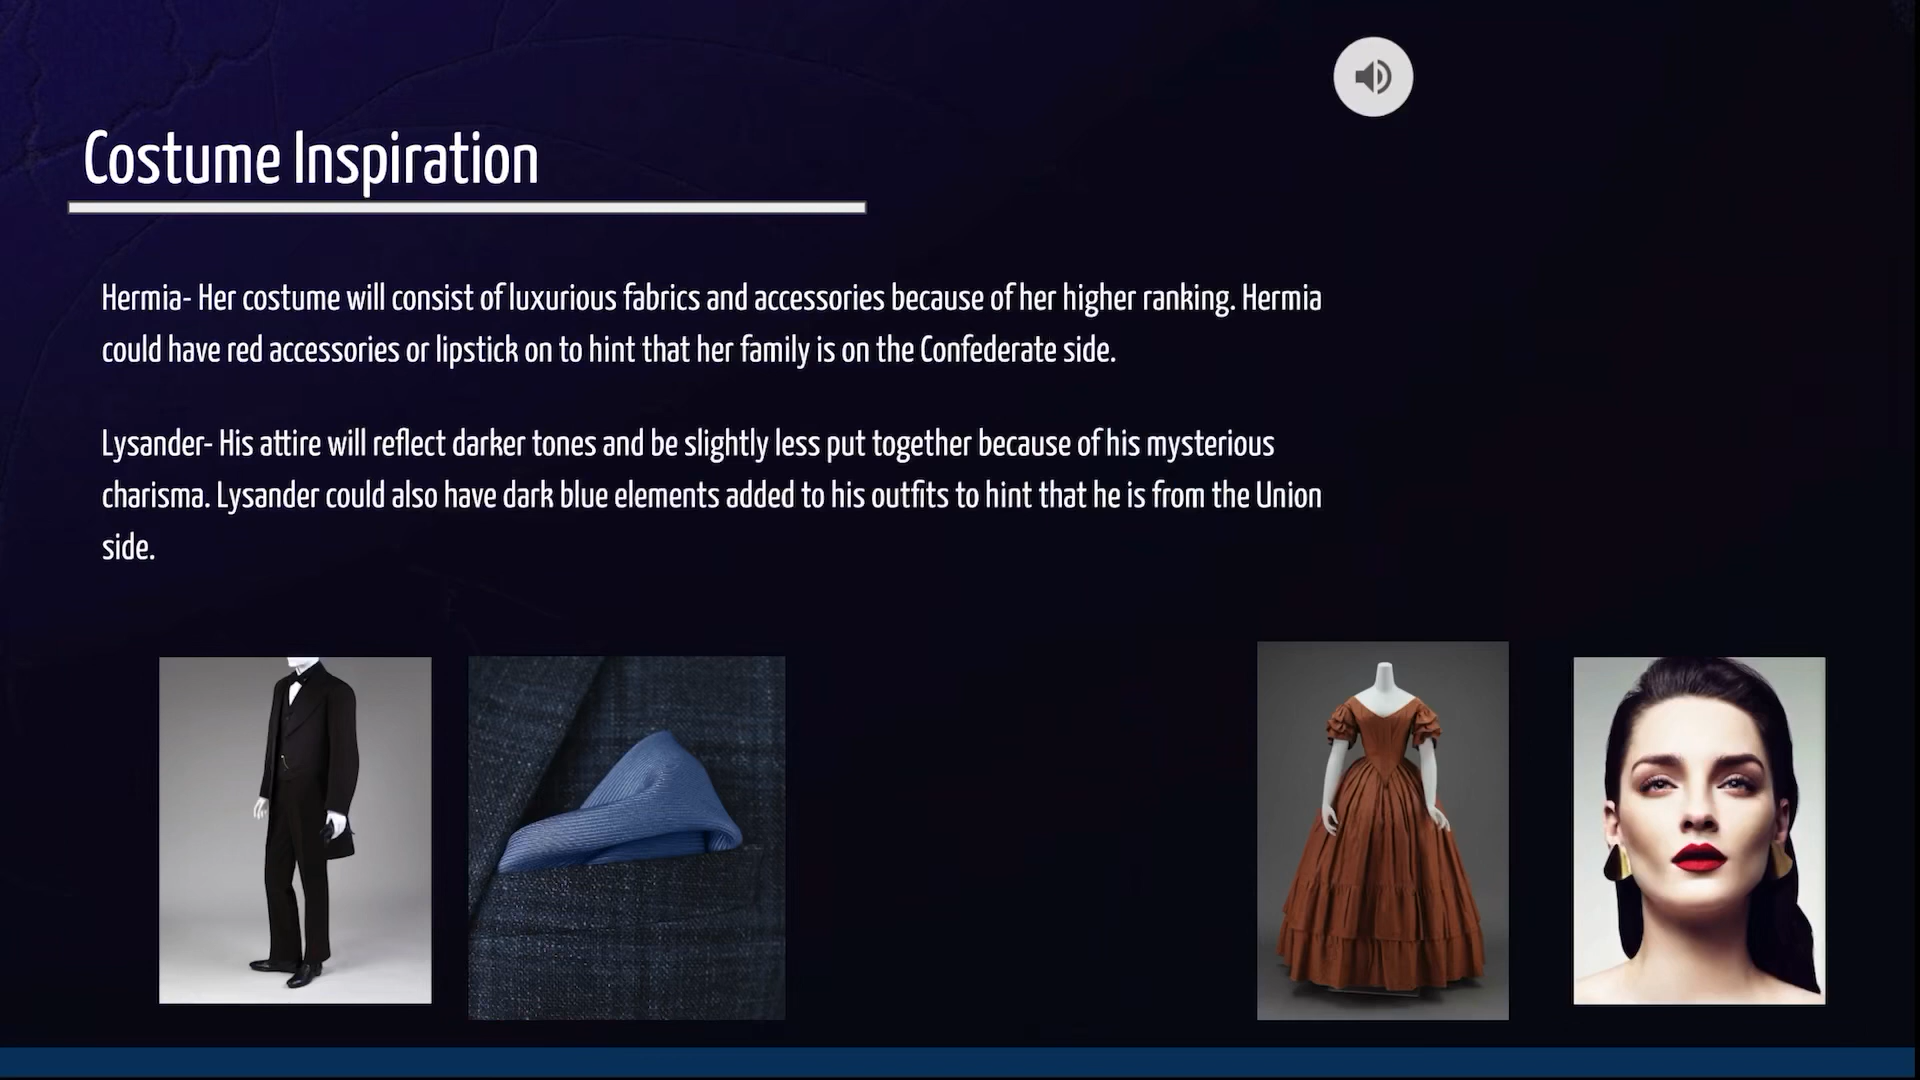 Costume Inspiration
Hermia- Her costume will consist of luxurious fabrics and accessories because of her higher ranking. Hermia
could have red accessories or lipstick on to hint that her family is on the Confederate side.
Lysander- His attire will reflect darker tones and be slightly less put together because of his mysterious
charisma. Lysander could also have dark blue elements added to his outfits to hint that he is from the Union
side.